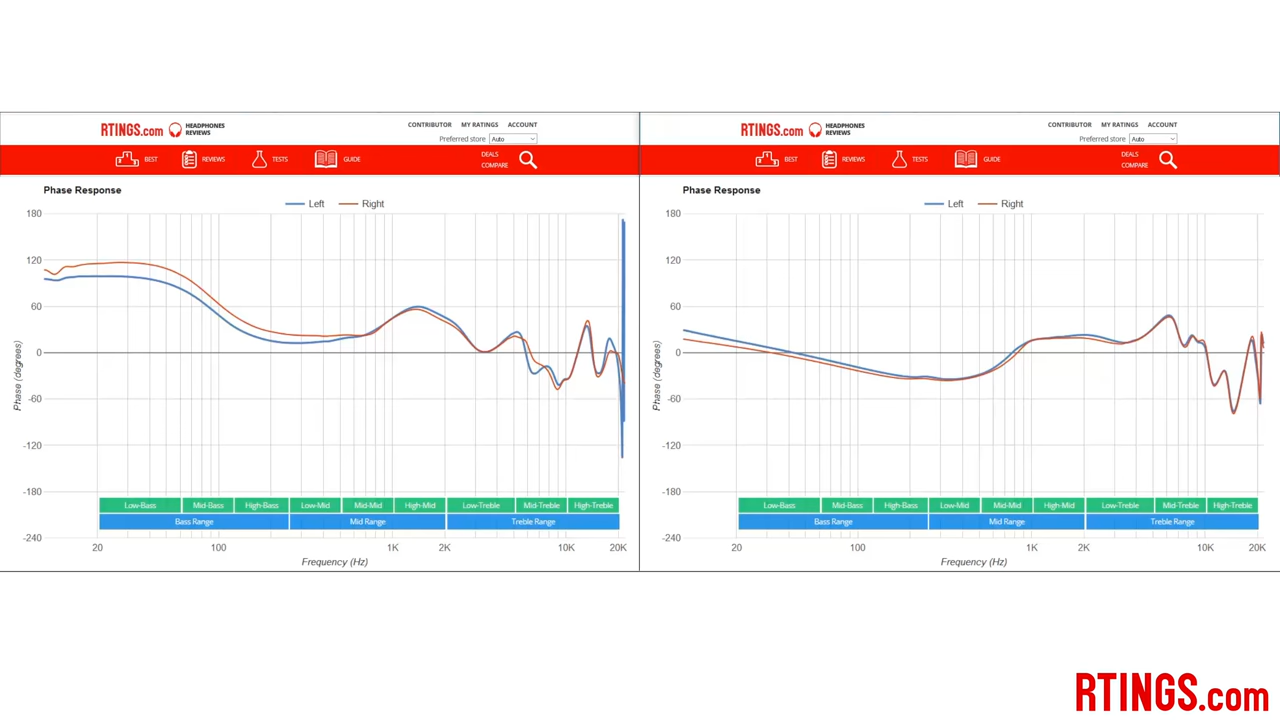 RTINGS.com HEADPHONES REVIEWS
CONTRIBUTOR MY RATINGS ACCOUNT
Preferred store Auto
BEST REVIEWS TESTS GUIDE DEALS COMPARE
Phase Response
Left Right
180
120
60
0
-60
-120
-180
-240
Phase (degrees)
Low-Bass Mid-Bass High-Bass Low-Mid Mid-Mid High-Mid Low-Treble Mid-Treble High-Treble
Bass Range Mid Range Treble Range
20 100 1K 2K 10K 20K
Frequency (Hz)
RTINGS.com HEADPHONES REVIEWS
CONTRIBUTOR MY RATINGS ACCOUNT
Preferred store Auto
BEST REVIEWS TESTS GUIDE DEALS COMPARE
Phase Response
Left Right
180
120
60
0
-60
-120
-180
-240
Phase (degrees)
Low-Bass Mid-Bass High-Bass Low-Mid Mid-Mid High-Mid Low-Treble Mid-Treble High-Treble
Bass Range Mid Range Treble Range
20 100 1K 2K 10K 20K
Frequency (Hz)
RTINGS.com